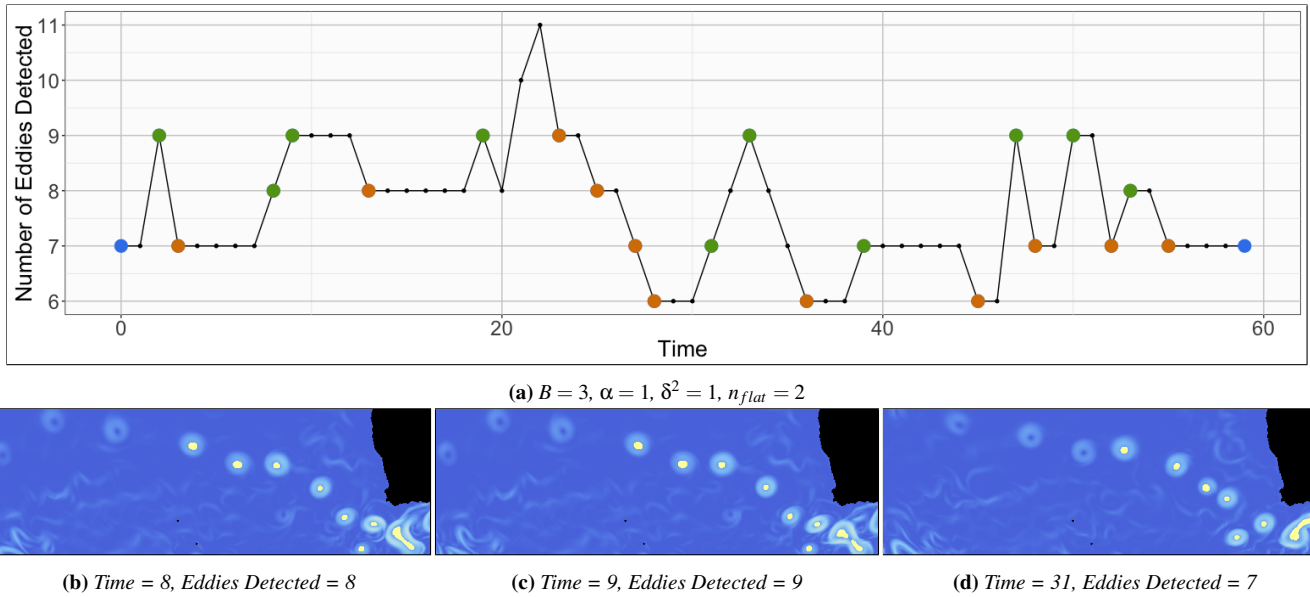 Number of Eddies Detected
11
10
9
8
7
6
0
20
40
60
Time
(a) B = 3, α = 1, δ² = 1, n_flat = 2
(b) Time = 8, Eddies Detected = 8
(c) Time = 9, Eddies Detected = 9
(d) Time = 31, Eddies Detected = 7